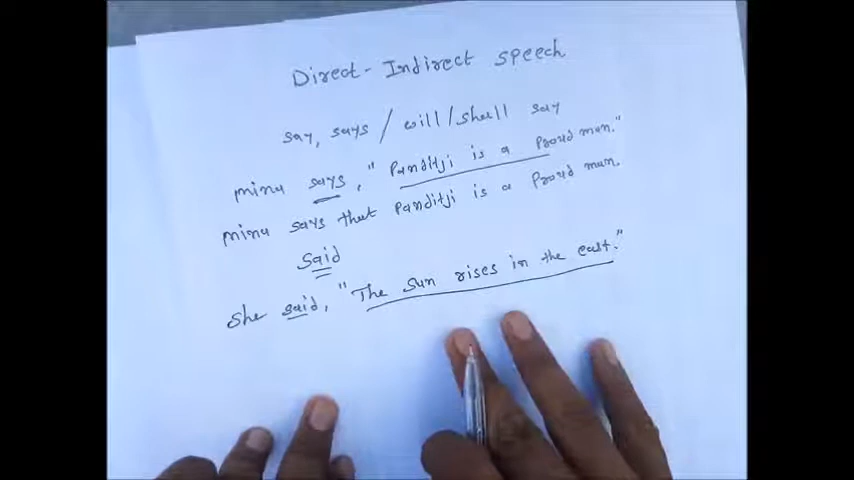 Direct - Indirect speech
say, says / will / shall say
minu says, "Panditji is a proud man."
minu says that Panditji is a proud man.
said
She said, "The sun rises in the east."